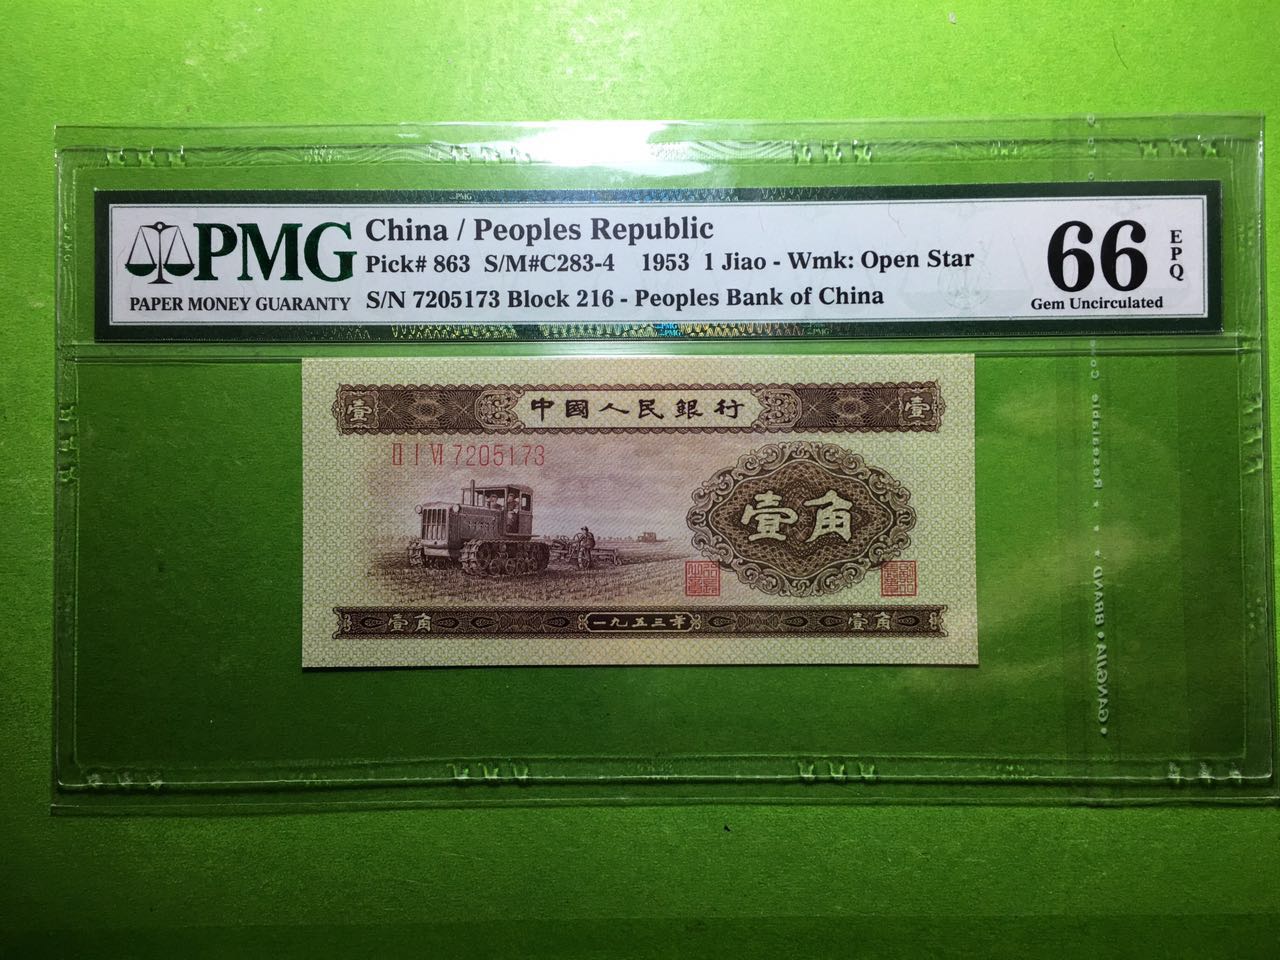 PMG
PAPER MONEY GUARANTY
China / Peoples Republic
Pick# 863 S/M#C283-4 1953 1 Jiao - Wmk: Open Star
S/N 7205173 Block 216 - Peoples Bank of China
66
EPQ
Gem Uncirculated
壹 中國人民銀行 壹
II I VI 7205173
壹角
壹角 一九五三年 壹角
GANGYUAN ● BRAND